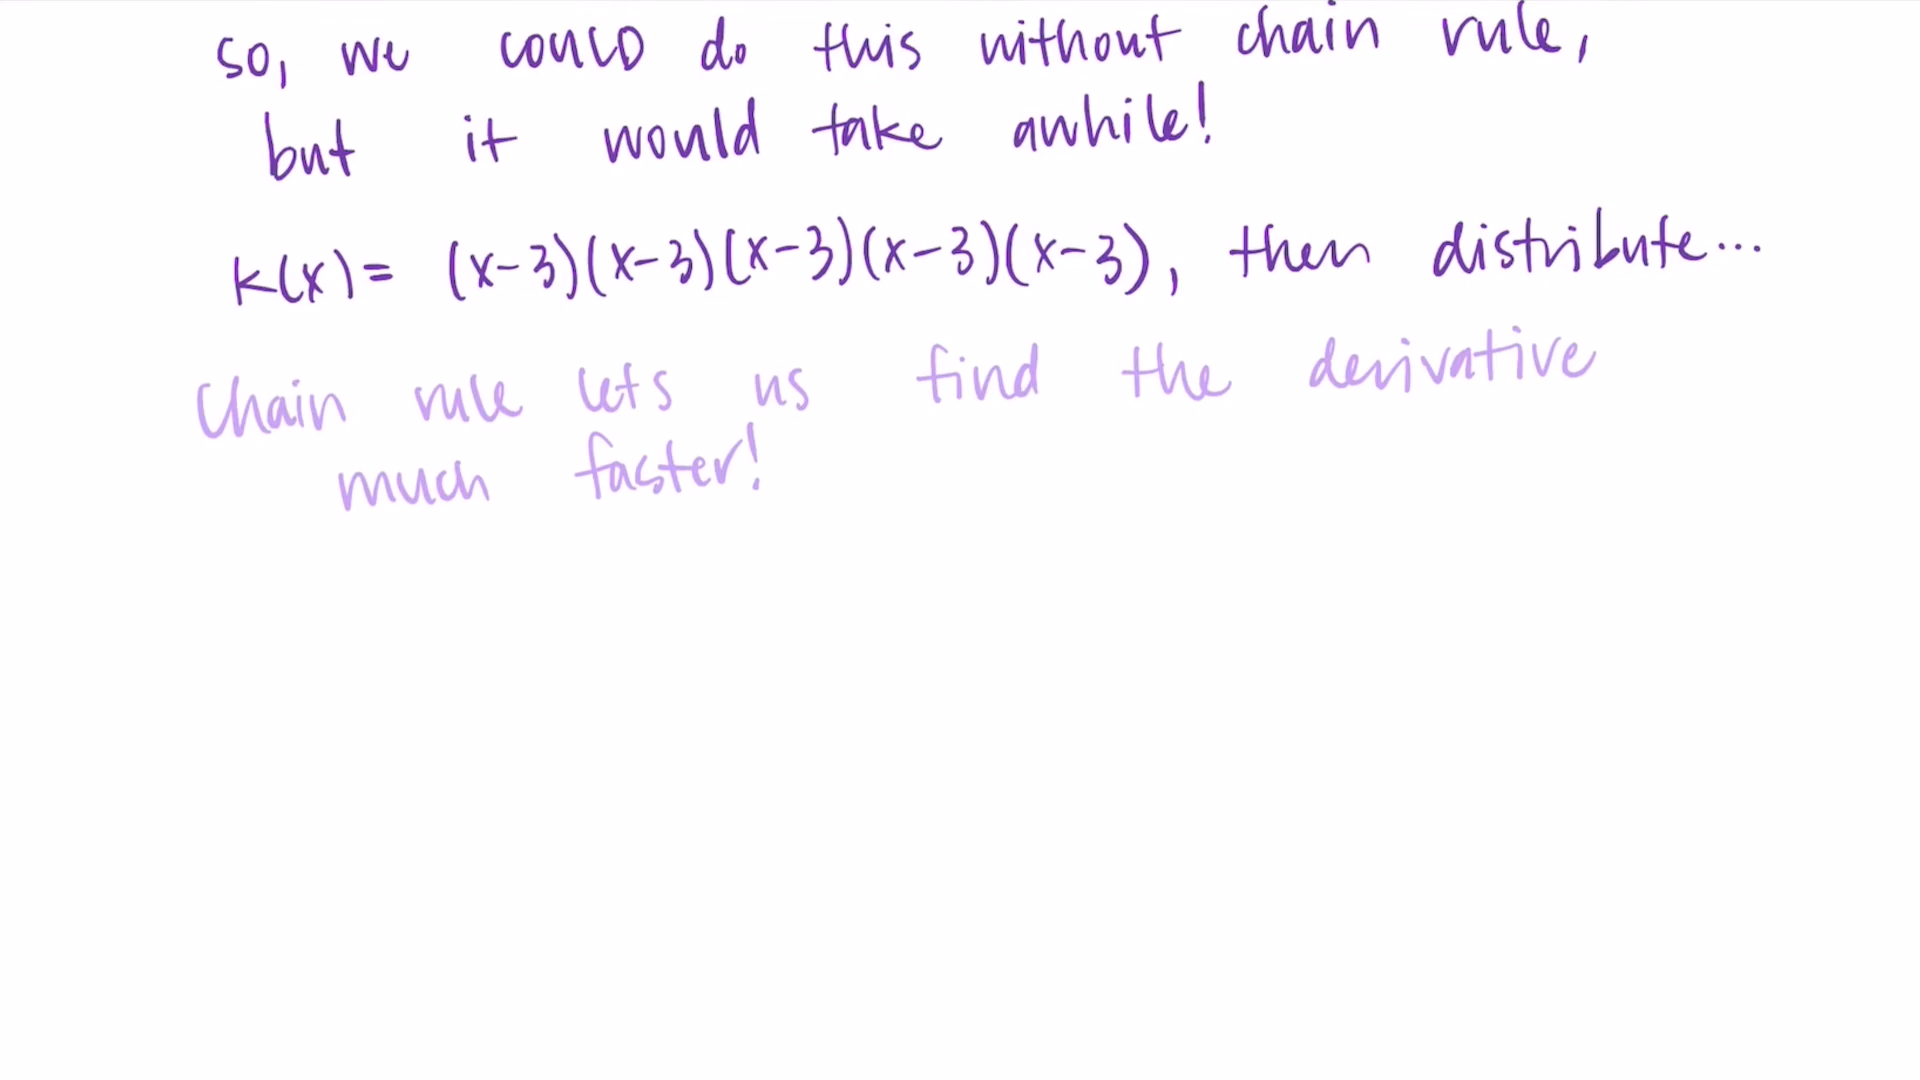 so, we could do this without chain rule,
but it would take awhile!
k(x) = (x-3)(x-3)(x-3)(x-3)(x-3), then distribute...
Chain rule lets us find the derivative
much faster!